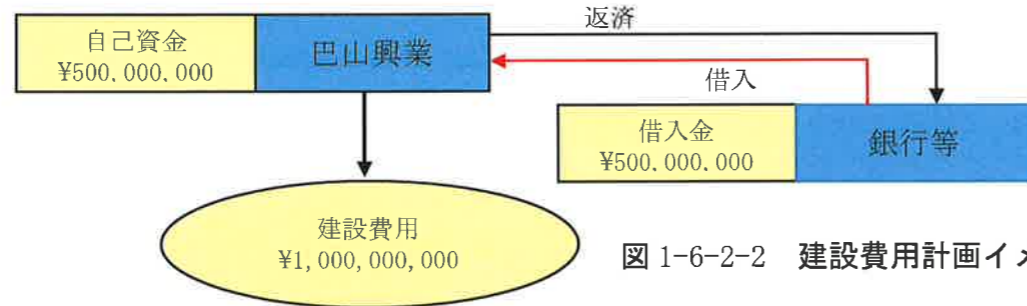 返済
自己資金
¥500,000,000
巴山興業
借入
借入金
¥500,000,000
銀行等
建設費用
¥1,000,000,000
図 1-6-2-2 建設費用計画イメ